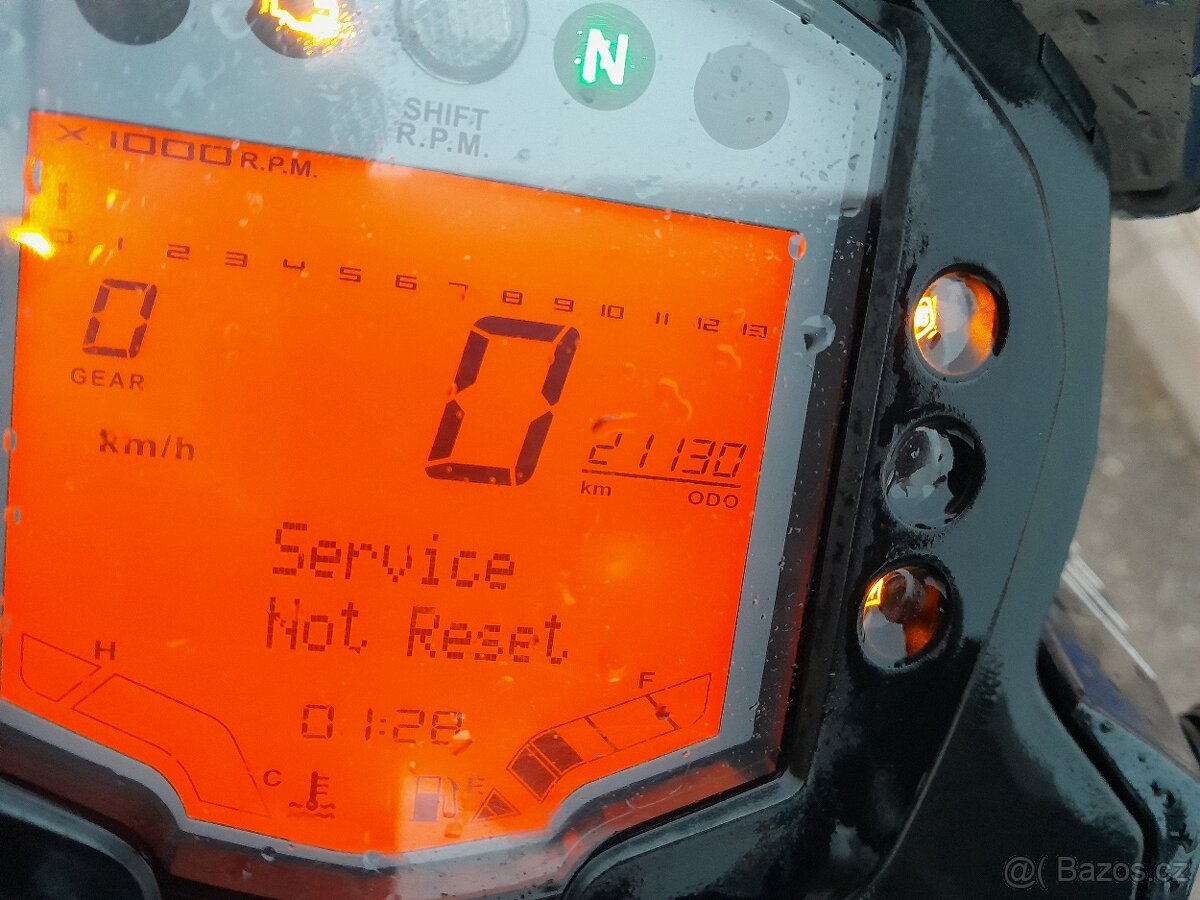 N
SHIFT
R.P.M.
X 1000 R.P.M.
0 1 2 3 4 5 6 7 8 9 10 11 12 13
0
GEAR
km/h
0
21130
km ODO
Service
Not Reset
H
F
01:28
C
E
@( Bazos.cz